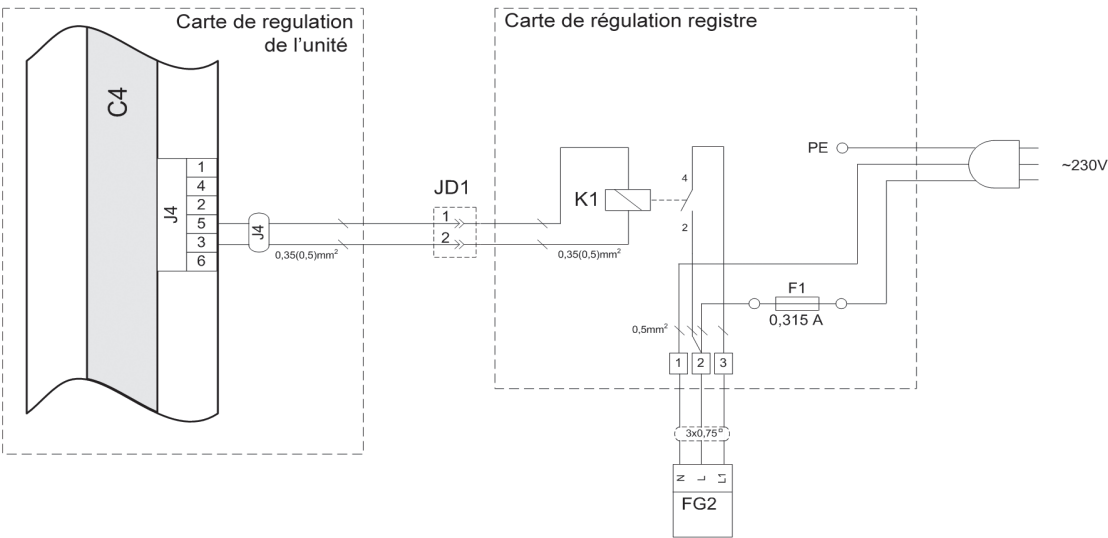 Carte de regulation
de l'unité
C4
J4
1
4
2
5
3
6
J4
0,35(0,5)mm²
JD1
1
2
Carte de régulation registre
K1
0,35(0,5)mm²
4
2
PE
~230V
F1
0,315 A
0,5mm²
1
2
3
3x0,75
N
L
L1
FG2